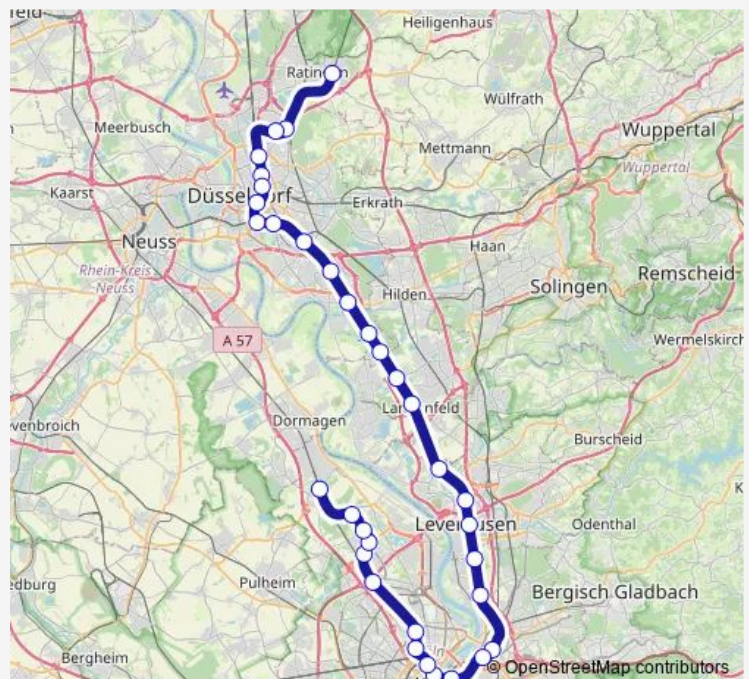 Heiligenhaus
Ratingen
Wülfrath
Meerbusch
Wuppertal
Mettmann
Wuppertal
Kaarst
Düsseldorf
Erkrath
Neuss
Haan
Rhein-Kreis
Neuss
Remscheid
Solingen
Hilden
A 57
Wermelskirch
Langenfeld
Dormagen
venbroich
Burscheid
K
Leverkusen
Odenthal
Pulheim
edburg
Bergisch Gladbach
Bergheim
© OpenStreetMap contributors